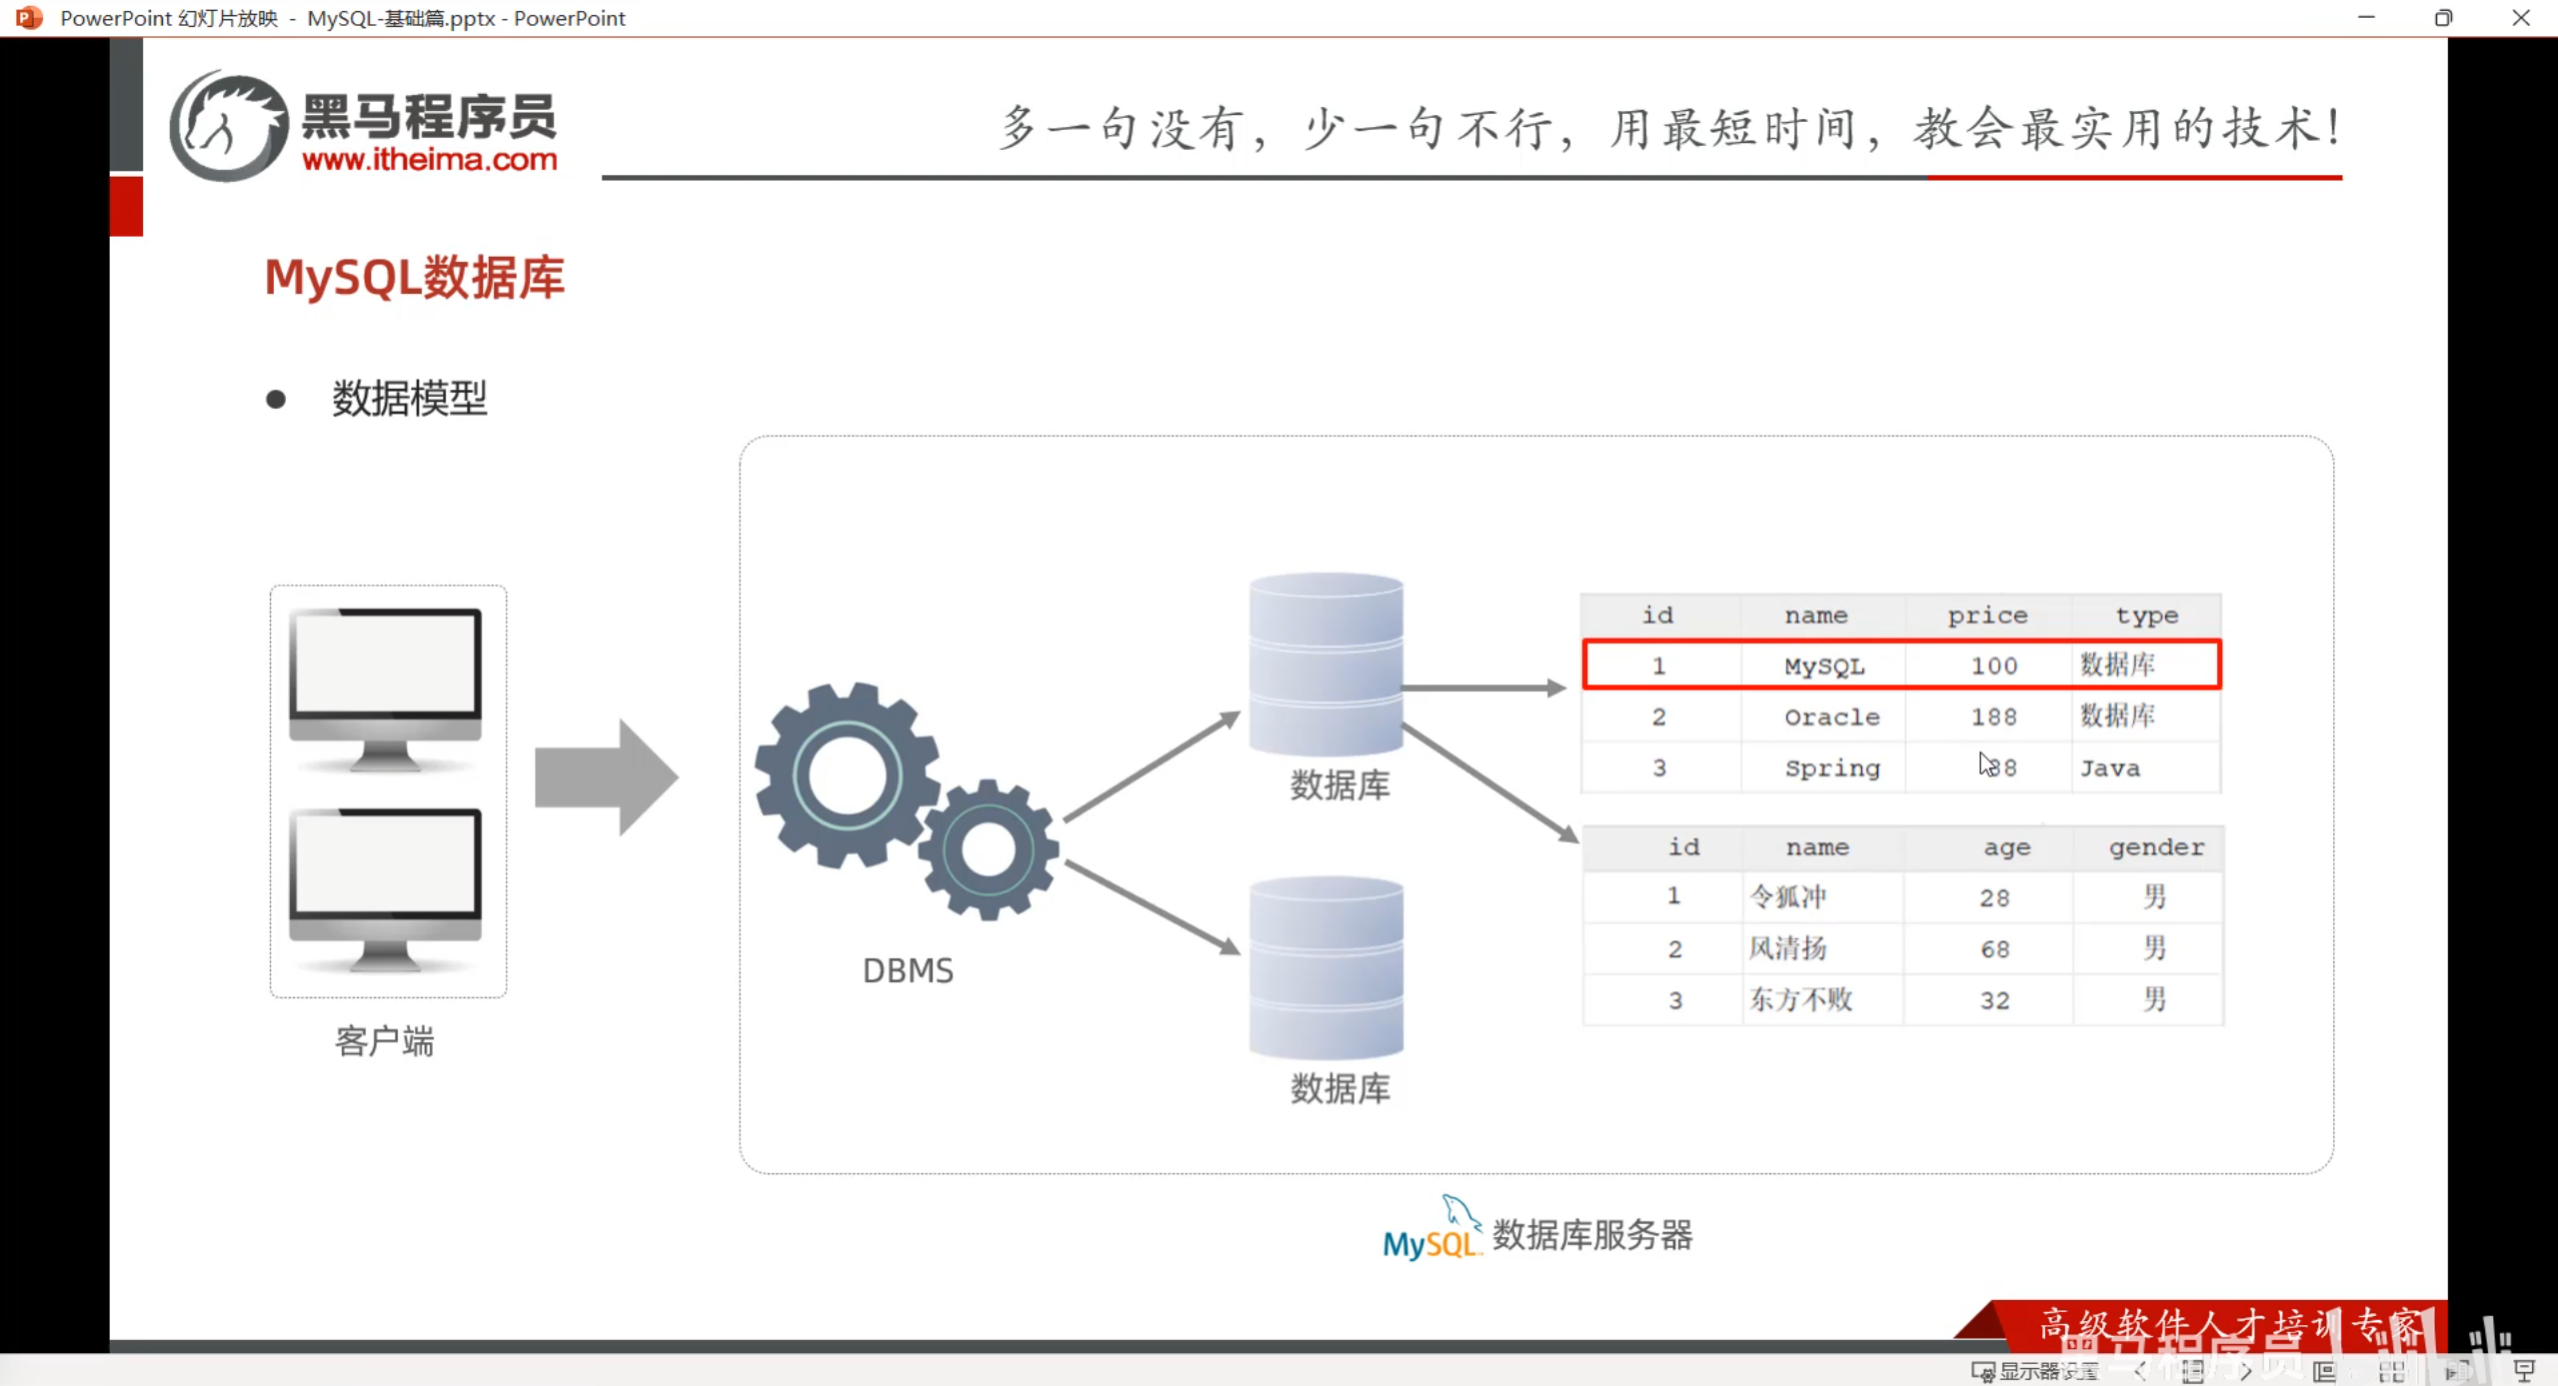 PowerPoint 幻灯片放映 - MySQL-基础篇.pptx - PowerPoint
黑马程序员
www.itheima.com
多一句没有，少一句不行，用最短时间，教会最实用的技术！
MySQL数据库
● 数据模型
客户端
DBMS
数据库
数据库
id name price type
1 MySQL 100 数据库
2 Oracle 188 数据库
3 Spring Java
id name age gender
1 令狐冲 28 男
2 风清扬 68 男
3 东方不败 32 男
MySQL 数据库服务器
高级软件人才培训专家
黑马程序员
显示器设置